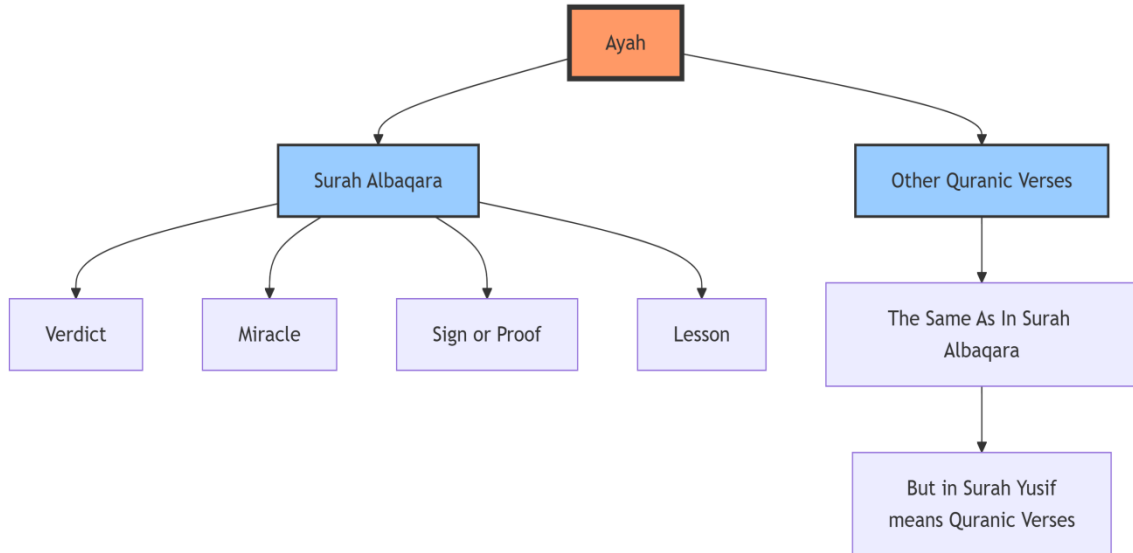 Ayah
Surah Albaqara
Other Quranic Verses
Verdict
Miracle
Sign or Proof
Lesson
The Same As In Surah
Albaqara
But in Surah Yusif
means Quranic Verses